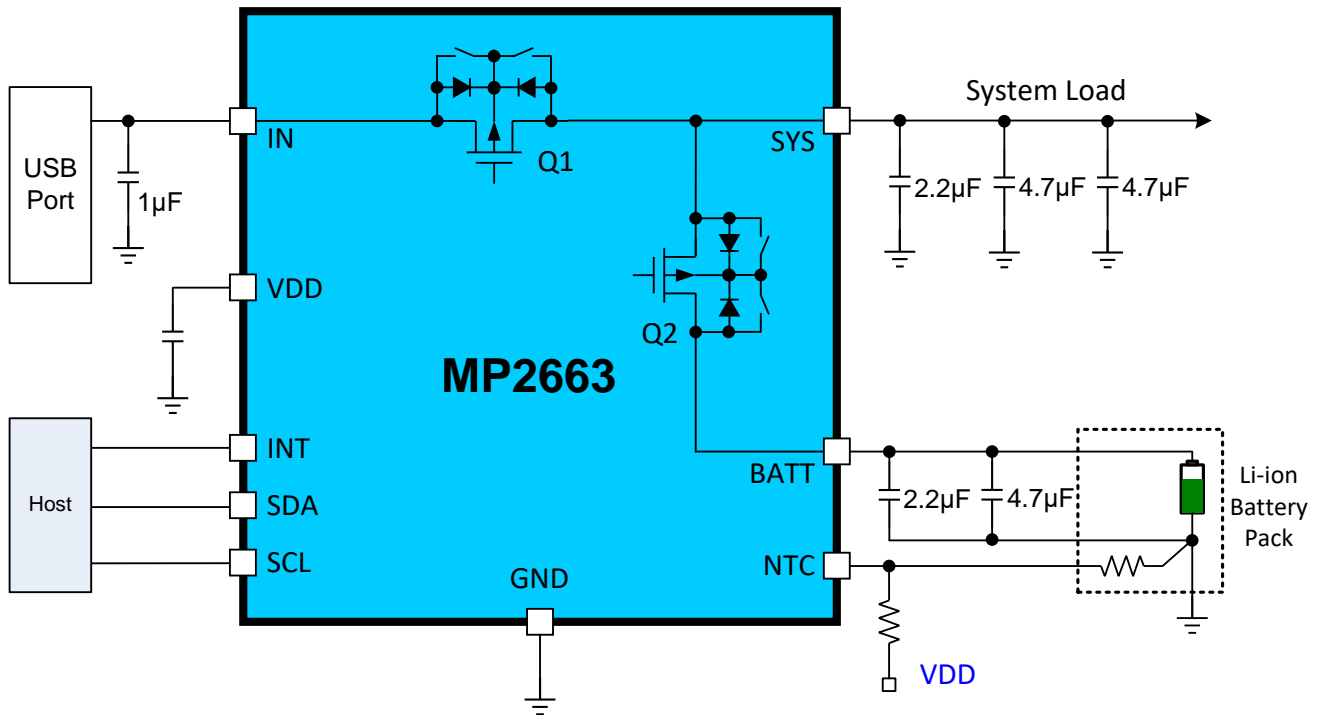 System Load
IN
SYS
Q1
USB
Port
1µF
2.2µF
4.7µF
4.7µF
VDD
Q2
MP2663
INT
BATT
Host
SDA
2.2µF
4.7µF
Li-ion
Battery
Pack
SCL
GND
NTC
VDD